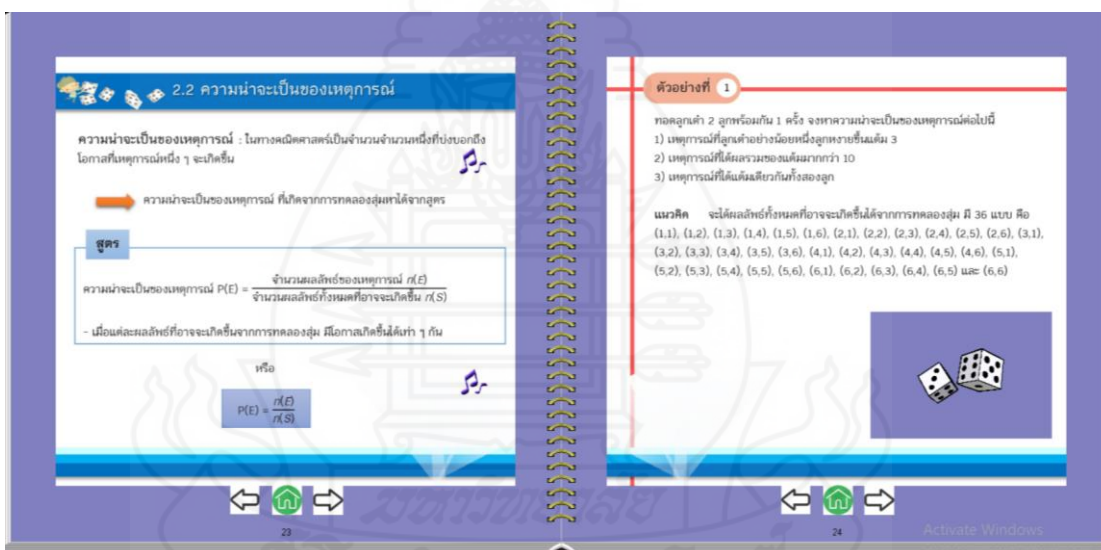 2.2 ความน่าจะเป็นของเหตุการณ์
ความน่าจะเป็นของเหตุการณ์ : ในทางคณิตศาสตร์เป็นจำนวนจำนวนหนึ่งที่บ่งบอกถึง
โอกาสที่เหตุการณ์หนึ่ง ๆ จะเกิดขึ้น
ความน่าจะเป็นของเหตุการณ์ ที่เกิดจากการทดลองสุ่มหาได้จากสูตร
สูตร
ความน่าจะเป็นของเหตุการณ์ P(E) = จำนวนผลลัพธ์ของเหตุการณ์ n(E)
จำนวนผลลัพธ์ทั้งหมดที่อาจจะเกิดขึ้น n(S)
- เมื่อแต่ละผลลัพธ์ที่อาจจะเกิดขึ้นจากการทดลองสุ่ม มีโอกาสเกิดขึ้นได้เท่า ๆ กัน
หรือ
P(E) = n(E)
n(S)
23
ตัวอย่างที่ 1
ทอดลูกเต๋า 2 ลูกพร้อมกัน 1 ครั้ง จงหาความน่าจะเป็นของเหตุการณ์ต่อไปนี้
1) เหตุการณ์ที่ลูกเต๋าอย่างน้อยหนึ่งลูกหงายขึ้นแต้ม 3
2) เหตุการณ์ที่ได้ผลรวมของแต้มมากกว่า 10
3) เหตุการณ์ที่ได้แต้มเดียวกันทั้งสองลูก
แนวคิด จะได้ผลลัพธ์ทั้งหมดที่อาจจะเกิดขึ้นได้จากการทดลองสุ่ม มี 36 แบบ คือ
(1,1), (1,2), (1,3), (1,4), (1,5), (1,6), (2,1), (2,2), (2,3), (2,4), (2,5), (2,6), (3,1),
(3,2), (3,3), (3,4), (3,5), (3,6), (4,1), (4,2), (4,3), (4,4), (4,5), (4,6), (5,1),
(5,2), (5,3), (5,4), (5,5), (5,6), (6,1), (6,2), (6,3), (6,4), (6,5) และ (6,6)
24
Activate Windows